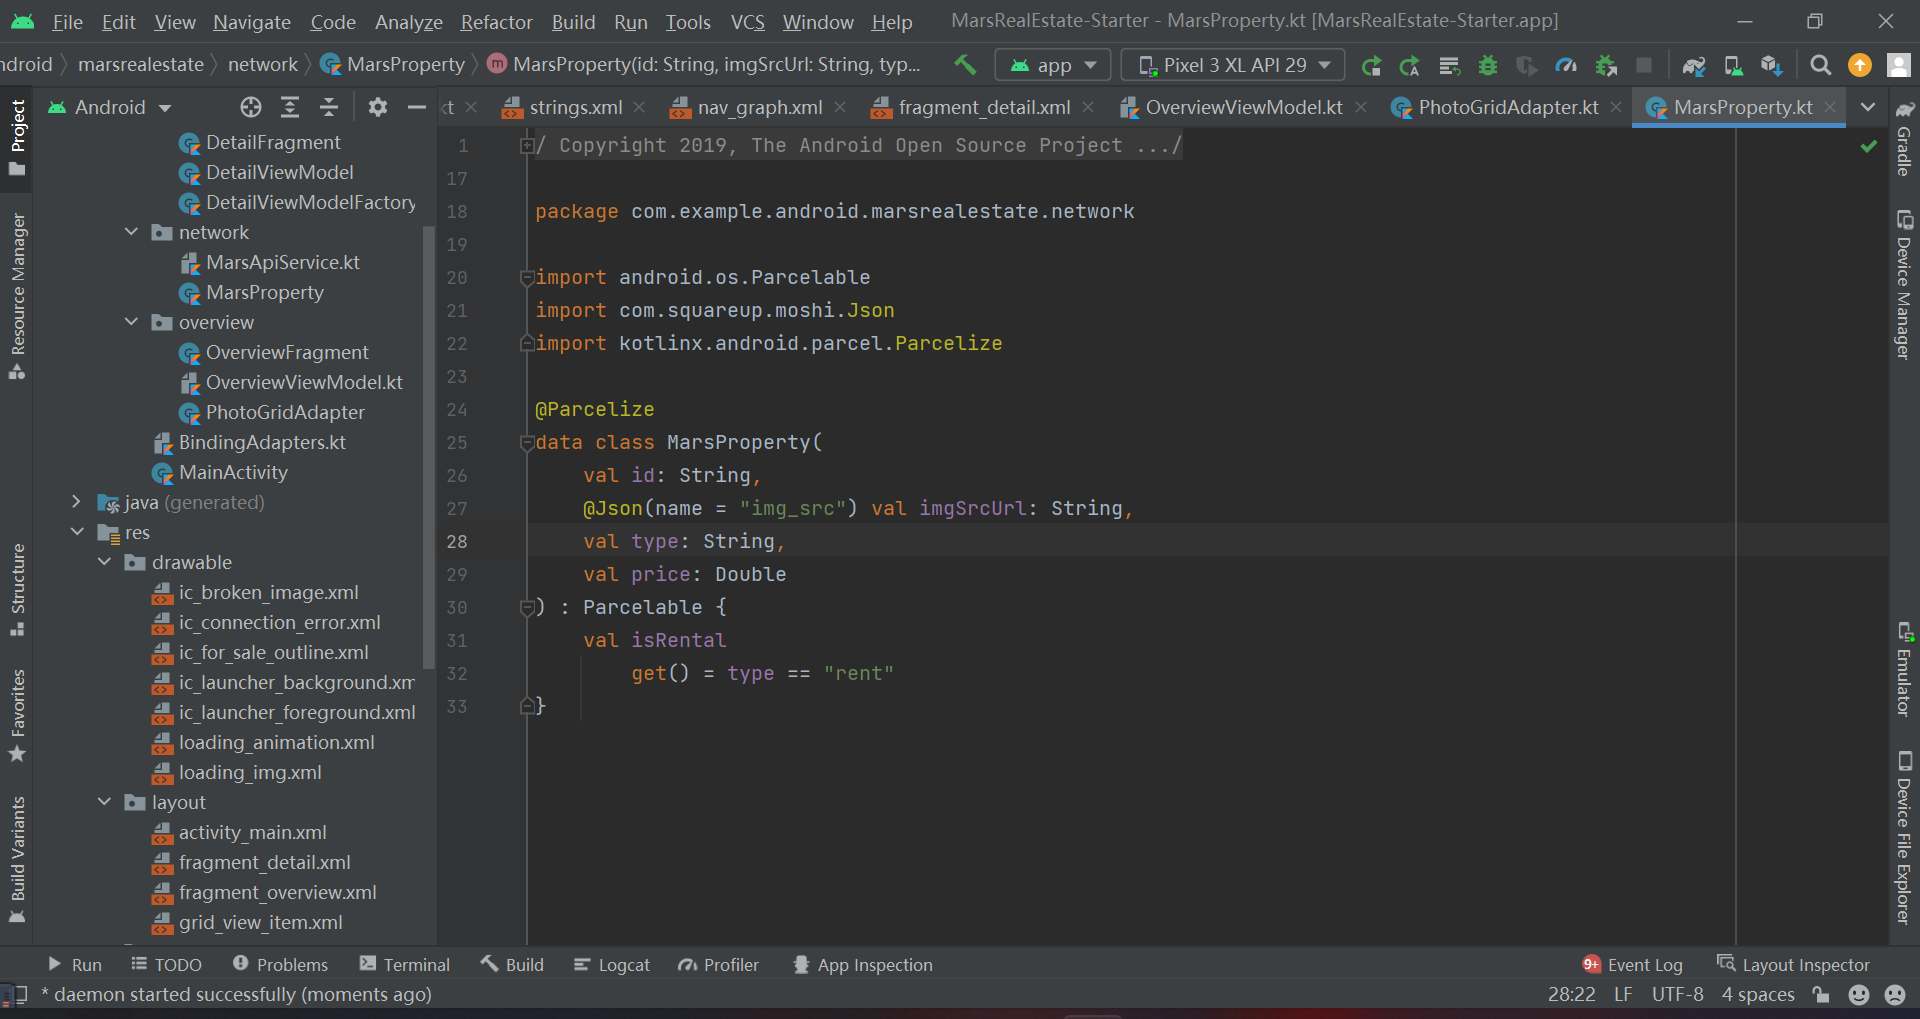 File Edit View Navigate Code Analyze Refactor Build Run Tools VCS Window Help MarsRealEstate-Starter - MarsProperty.kt [MarsRealEstate-Starter.app]
ndroid marsrealestate network MarsProperty m MarsProperty(id: String, imgSrcUrl: String, typ... app Pixel 3 XL API 29
Android
kt strings.xml nav_graph.xml fragment_detail.xml OverviewViewModel.kt PhotoGridAdapter.kt MarsProperty.kt
Project
Resource Manager
Structure
Favorites
Build Variants
DetailFragment
DetailViewModel
DetailViewModelFactory
network
MarsApiService.kt
MarsProperty
overview
OverviewFragment
OverviewViewModel.kt
PhotoGridAdapter
BindingAdapters.kt
MainActivity
java (generated)
res
drawable
ic_broken_image.xml
ic_connection_error.xml
ic_for_sale_outline.xml
ic_launcher_background.xm
ic_launcher_foreground.xml
loading_animation.xml
loading_img.xml
layout
activity_main.xml
fragment_detail.xml
fragment_overview.xml
grid_view_item.xml
1 / Copyright 2019, The Android Open Source Project .../
17
18 package com.example.android.marsrealestate.network
19
20 import android.os.Parcelable
21 import com.squareup.moshi.Json
22 import kotlinx.android.parcel.Parcelize
23
24 @Parcelize
25 data class MarsProperty(
26 val id: String,
27 @Json(name = "img_src") val imgSrcUrl: String,
28 val type: String,
29 val price: Double
30 ) : Parcelable {
31 val isRental
32 get() = type == "rent"
33 }
Gradle
Device Manager
Emulator
Device File Explorer
Run TODO Problems Terminal Build Logcat Profiler App Inspection 9+ Event Log Layout Inspector
* daemon started successfully (moments ago) 28:22 LF UTF-8 4 spaces